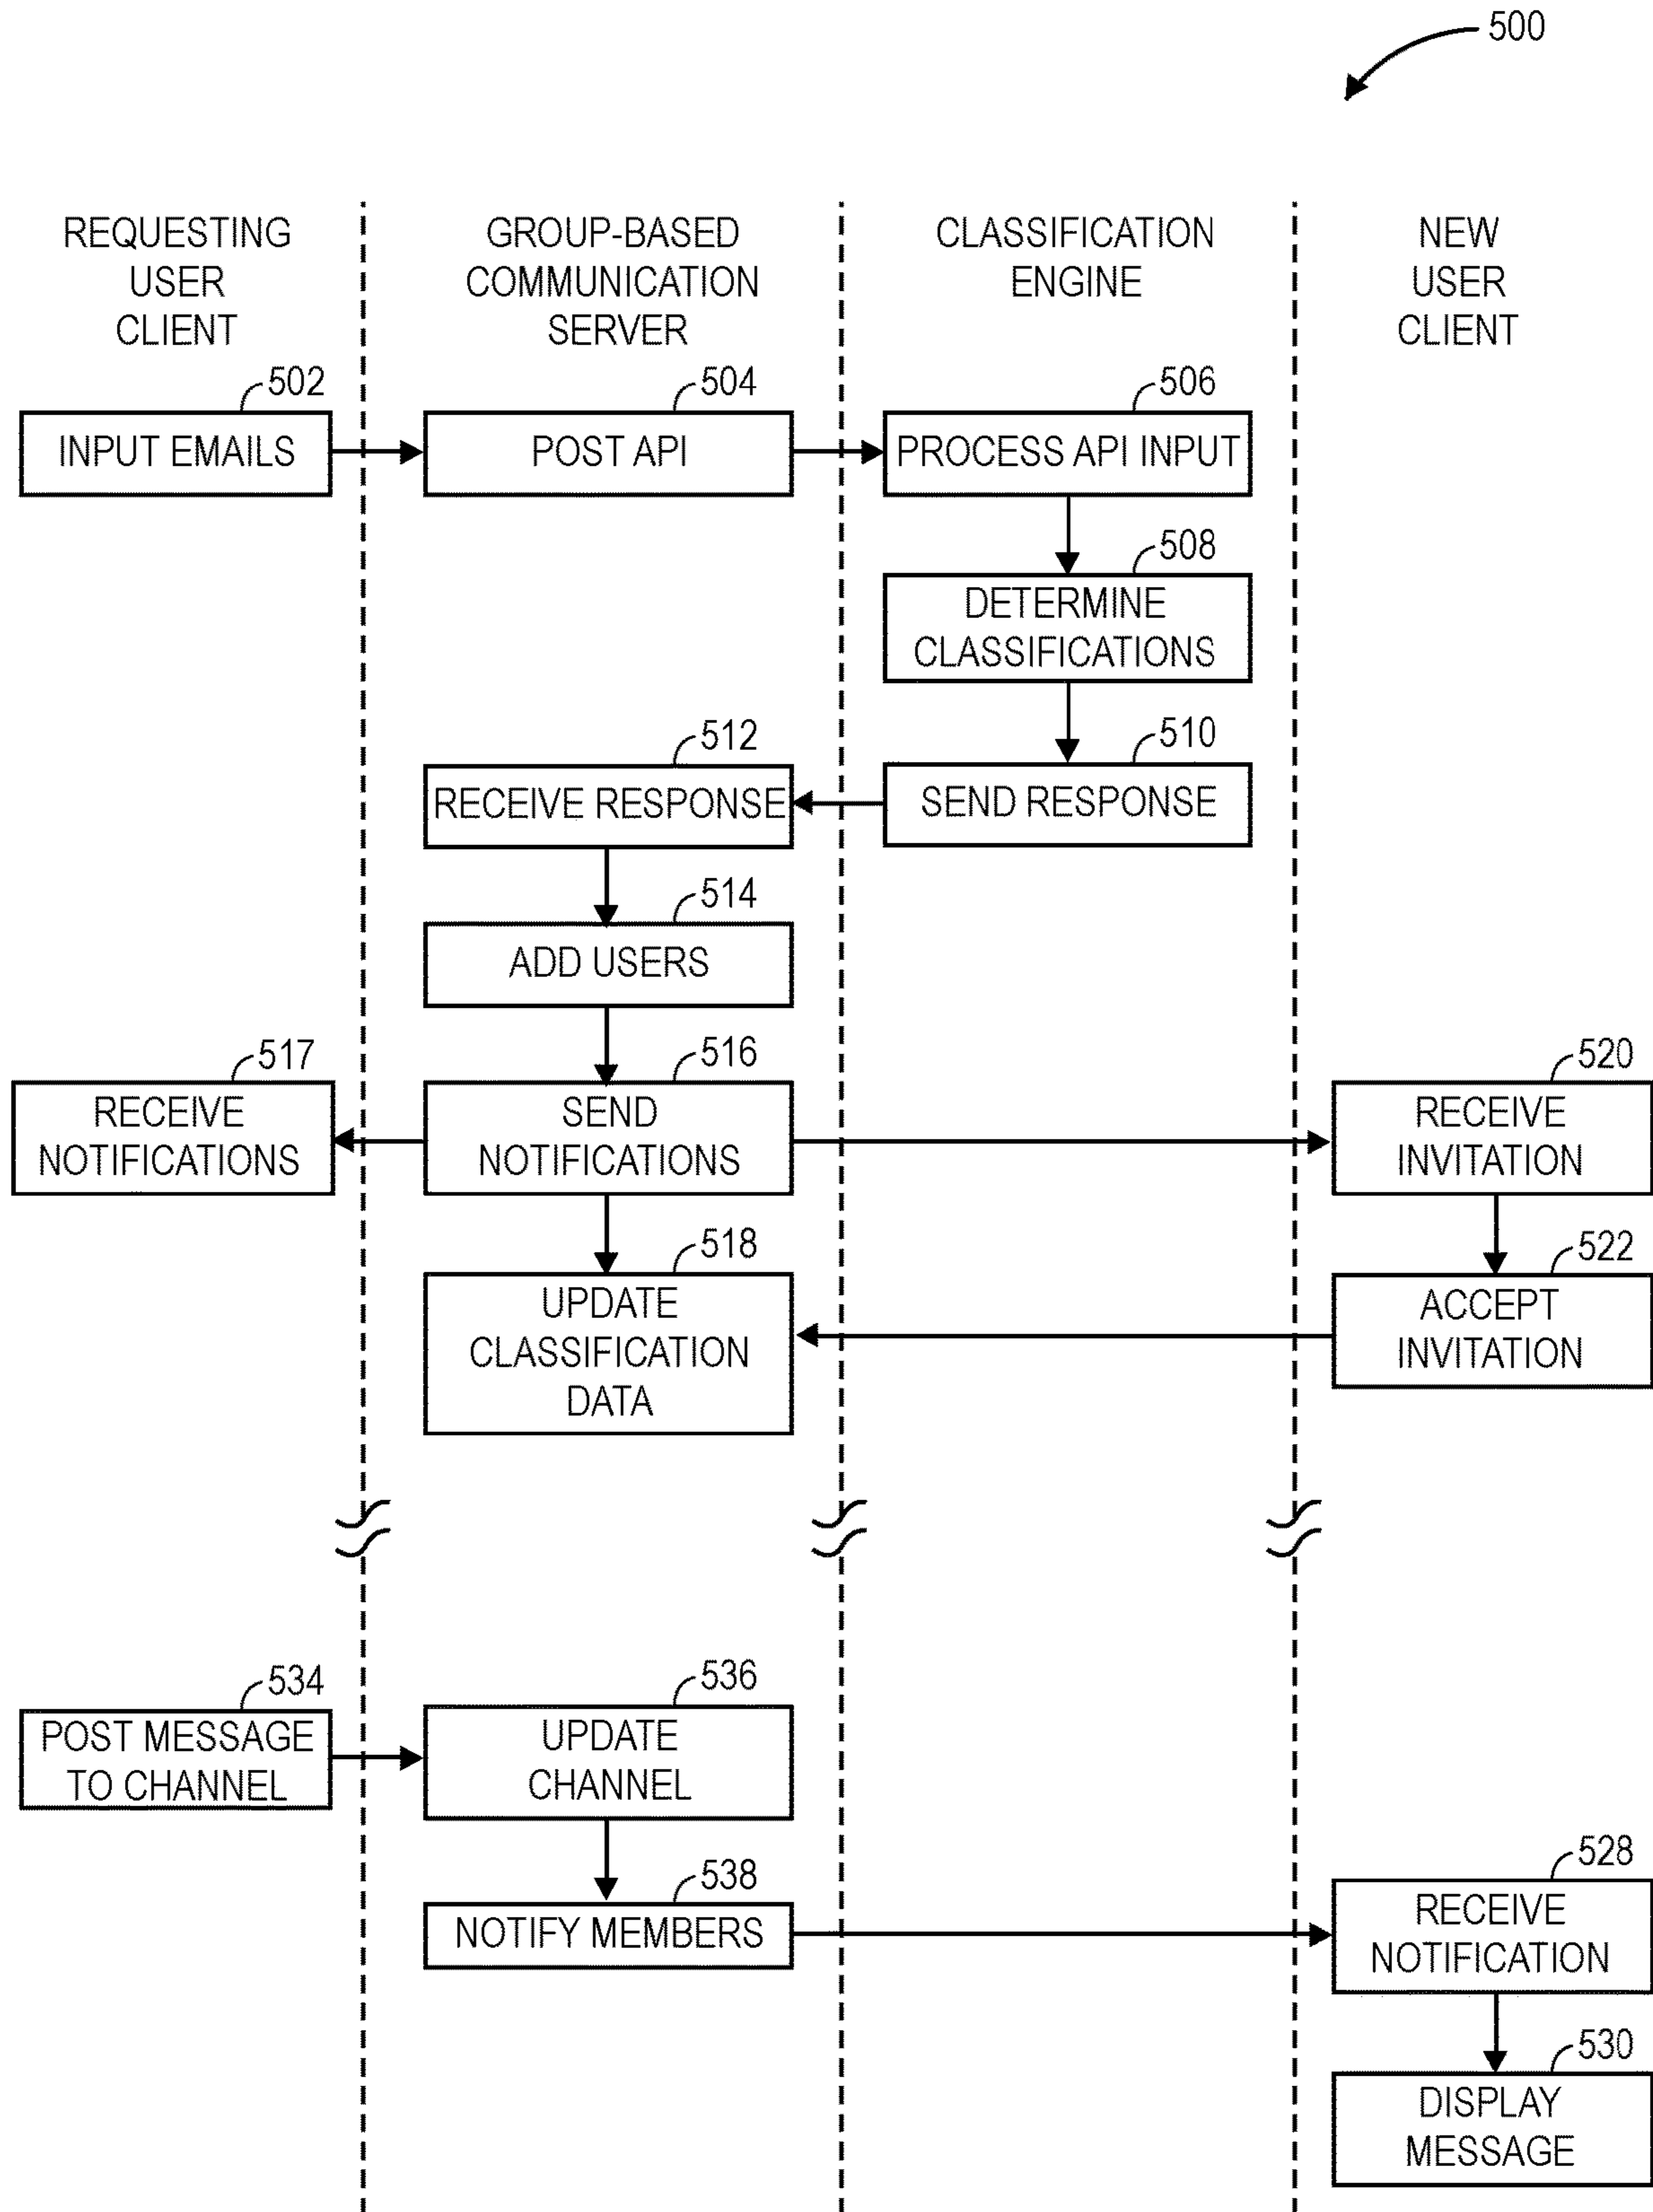 500
REQUESTING
USER
CLIENT
GROUP-BASED
COMMUNICATION
SERVER
CLASSIFICATION
ENGINE
NEW
USER
CLIENT
502
INPUT EMAILS
504
POST API
506
PROCESS API INPUT
508
DETERMINE
CLASSIFICATIONS
510
SEND RESPONSE
512
RECEIVE RESPONSE
514
ADD USERS
516
SEND
NOTIFICATIONS
517
RECEIVE
NOTIFICATIONS
520
RECEIVE
INVITATION
518
UPDATE
CLASSIFICATION
DATA
522
ACCEPT
INVITATION
534
POST MESSAGE
TO CHANNEL
536
UPDATE
CHANNEL
538
NOTIFY MEMBERS
528
RECEIVE
NOTIFICATION
530
DISPLAY
MESSAGE